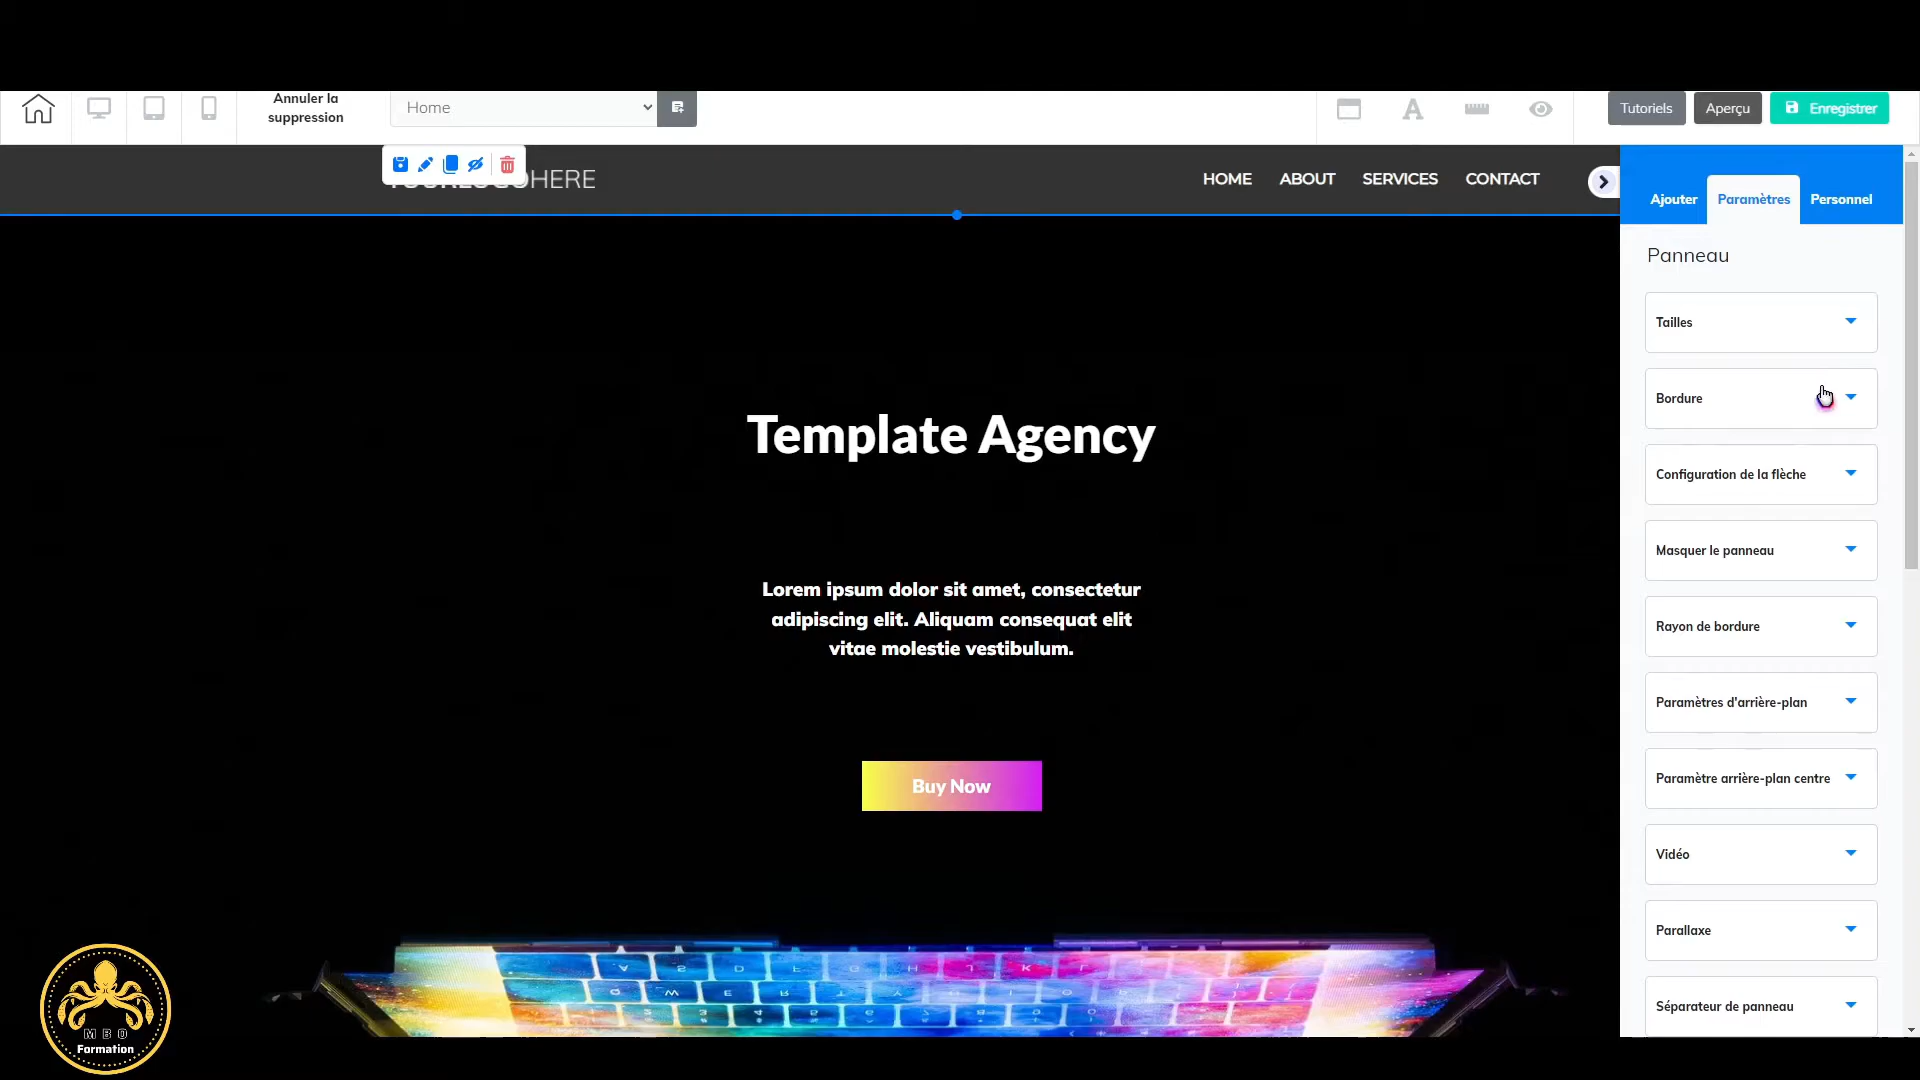 Annuler la
suppression
Home
Tutoriels
Aperçu
Enregistrer
YOURLOGOHERE
HOME
ABOUT
SERVICES
CONTACT
Ajouter
Paramètres
Personnel
Panneau
Tailles
Bordure
Configuration de la flèche
Masquer le panneau
Rayon de bordure
Paramètres d'arrière-plan
Paramètre arrière-plan centre
Vidéo
Parallaxe
Séparateur de panneau
Template Agency
Lorem ipsum dolor sit amet, consectetur
adipiscing elit. Aliquam consequat elit
vitae molestie vestibulum.
Buy Now
MBO
Formation